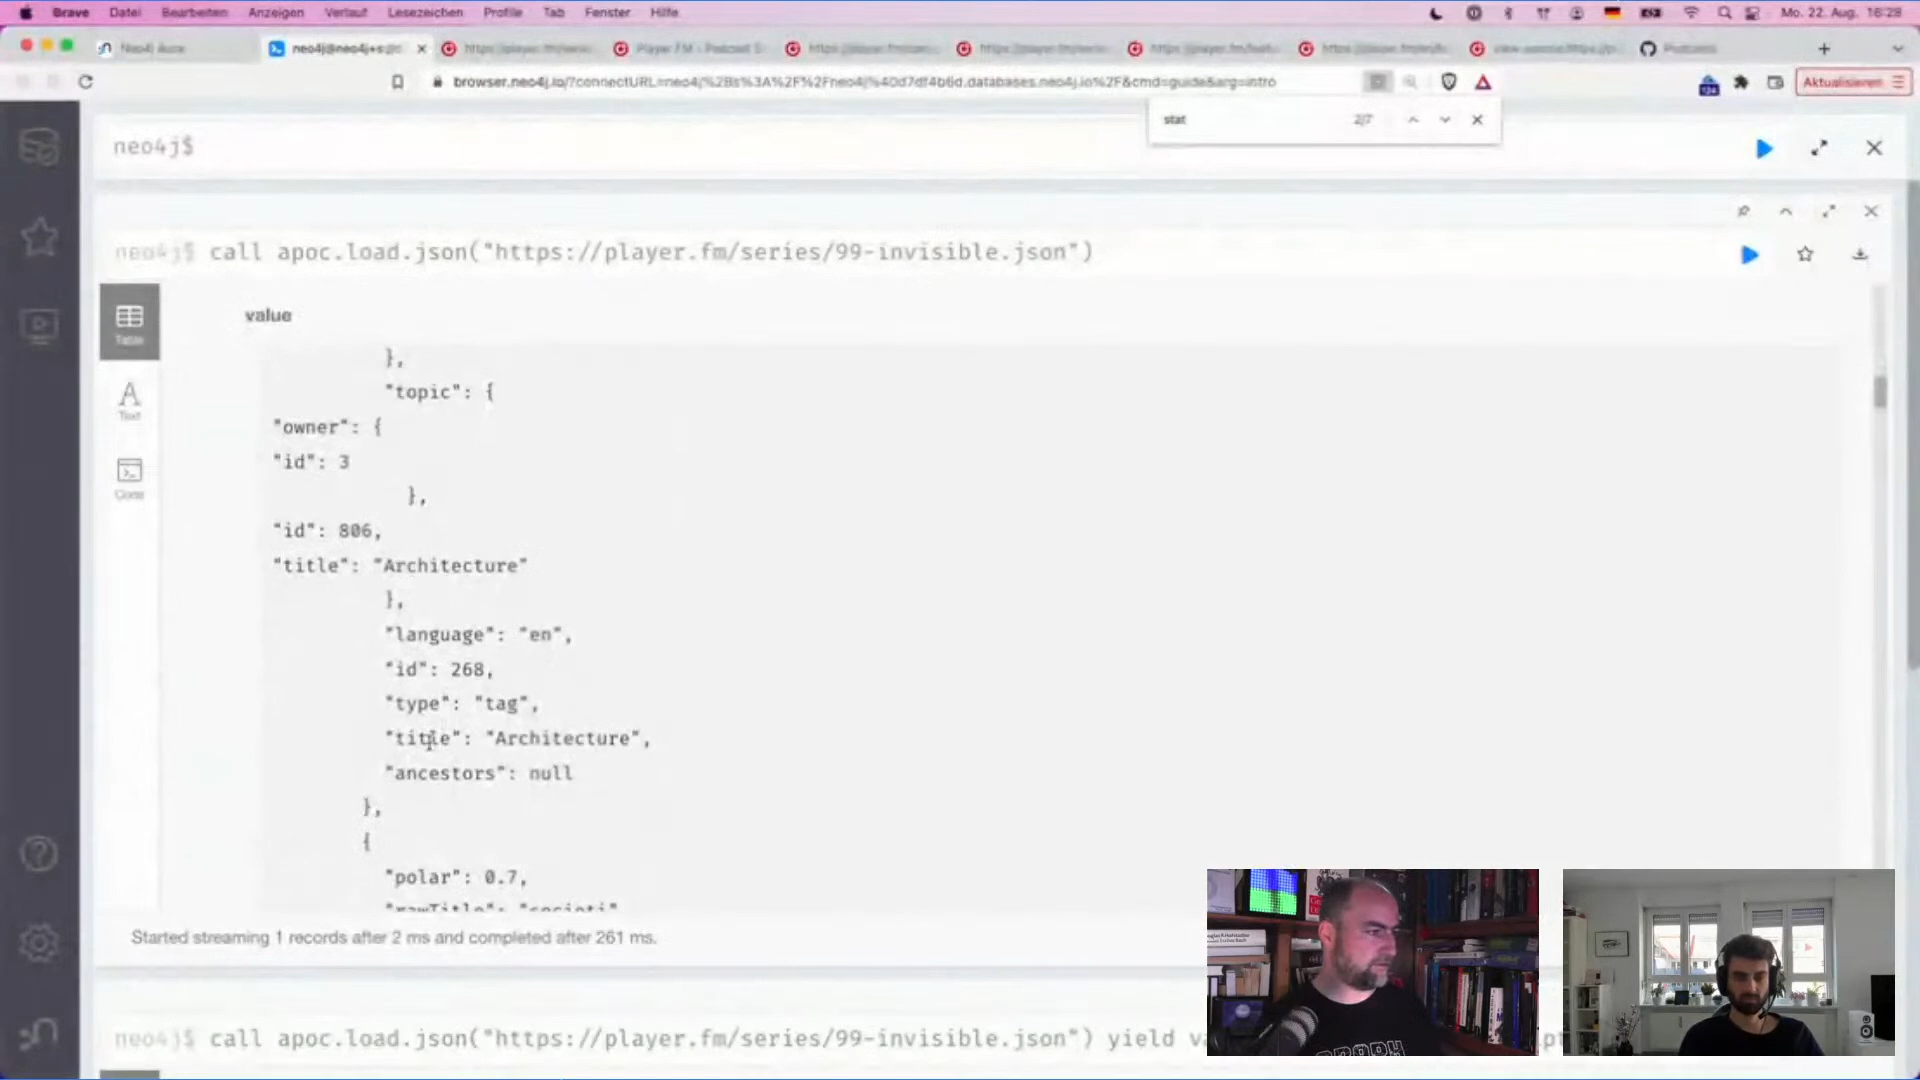 Brave Datei Bearbeiten Anzeigen Verlauf Lesezeichen Profile Tab Fenster Hilfe Mo. 22. Aug. 16:28
Neo4j Aura
stat 2/7
browser.neo4j.io/?connectURL=neo4j%2Bs%3A%2F%2Fneo4j%40d7df4b6d.databases.neo4j.io%2F&cmd=guide&arg=intro
Aktualisieren
neo4j$
neo4j$ call apoc.load.json("https://player.fm/series/99-invisible.json")
Table
Text
Code
value
},
"topic": {
"owner": {
"id": 3
},
"id": 806,
"title": "Architecture"
},
"language": "en",
"id": 268,
"type": "tag",
"title": "Architecture",
"ancestors": null
},
{
"polar": 0.7,
"rawTitle": "societi"
Started streaming 1 records after 2 ms and completed after 261 ms.
neo4j$ call apoc.load.json("https://player.fm/series/99-invisible.json") yield